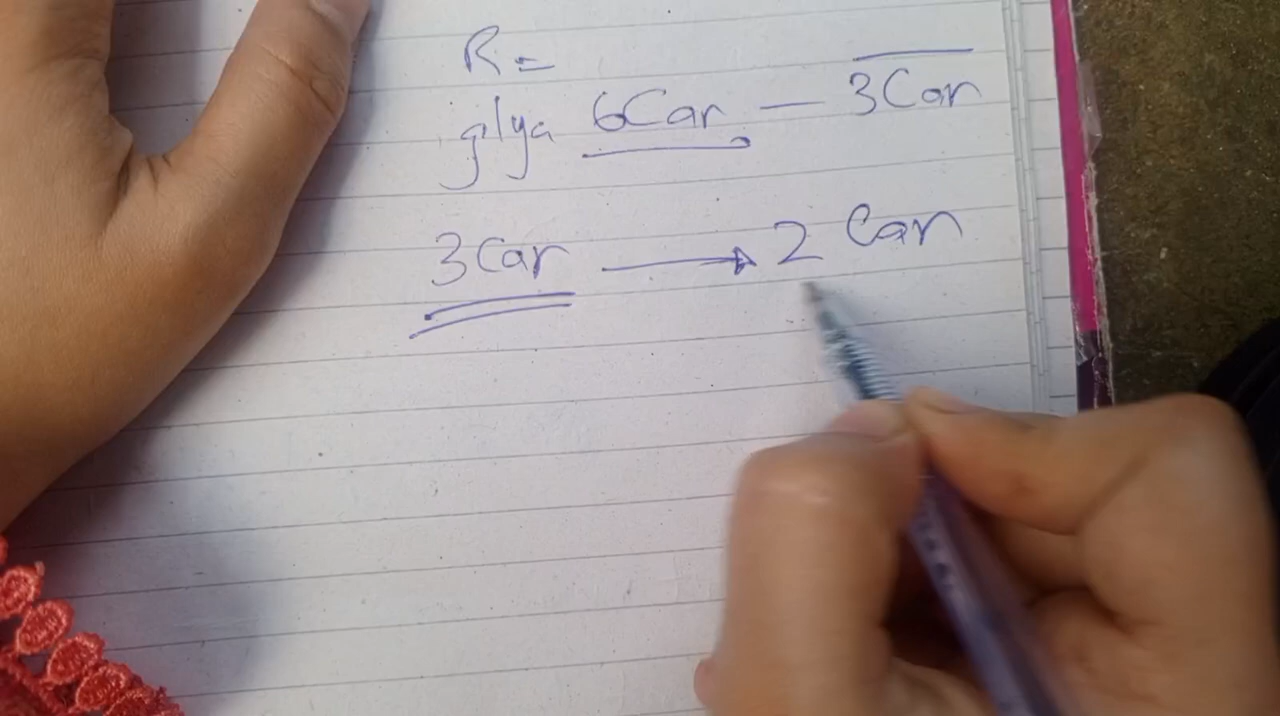 R =
glya 6Car — 3Car
3Car → 2 Car